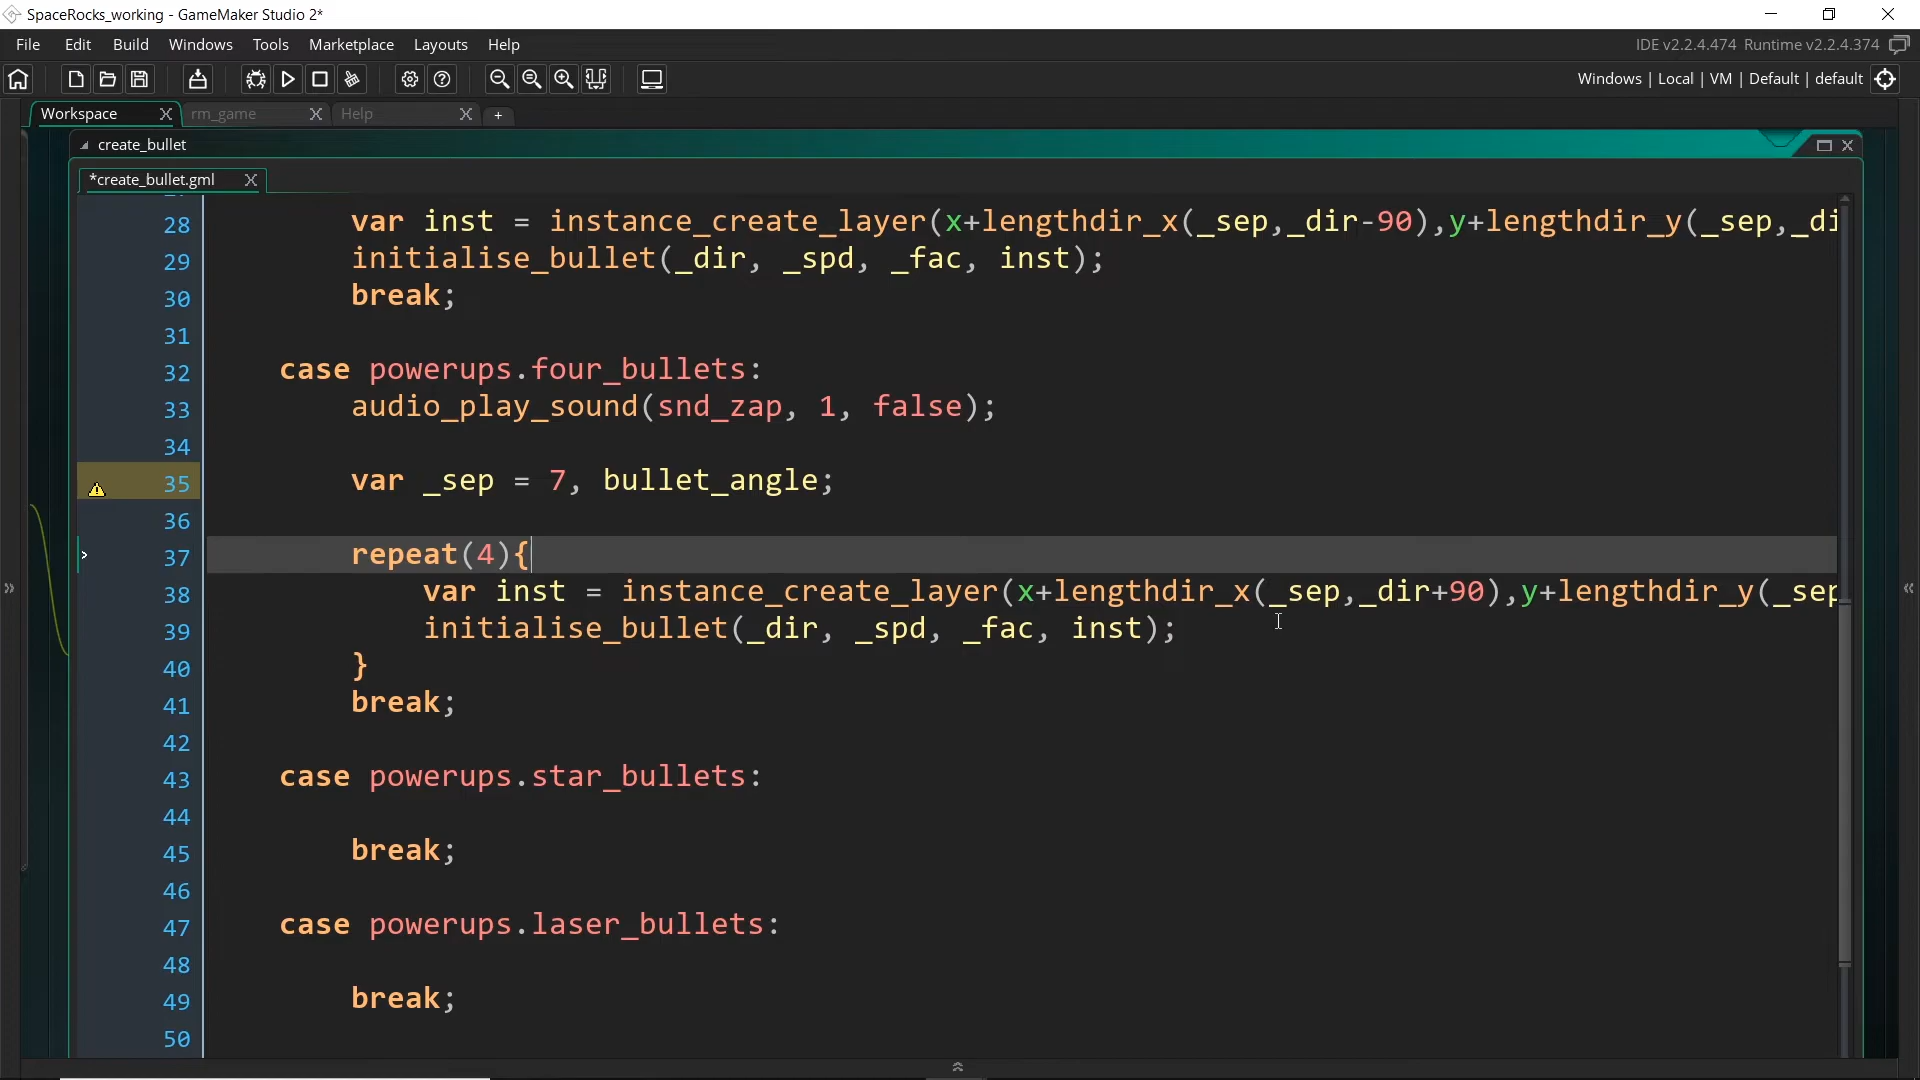 SpaceRocks_working - GameMaker Studio 2*
File Edit Build Windows Tools Marketplace Layouts Help
IDE v2.2.4.474 Runtime v2.2.4.374
Windows | Local | VM | Default | default
Workspace
rm_game
Help
create_bullet
*create_bullet.gml
28 var inst = instance_create_layer(x+lengthdir_x(_sep,_dir-90),y+lengthdir_y(_sep,_di
29 initialise_bullet(_dir, _spd, _fac, inst);
30 break;
31
32 case powerups.four_bullets:
33 audio_play_sound(snd_zap, 1, false);
34
35 var _sep = 7, bullet_angle;
36
37 repeat(4){
38 var inst = instance_create_layer(x+lengthdir_x(_sep,_dir+90),y+lengthdir_y(_sep
39 initialise_bullet(_dir, _spd, _fac, inst);
40 }
41 break;
42
43 case powerups.star_bullets:
44
45 break;
46
47 case powerups.laser_bullets:
48
49 break;
50